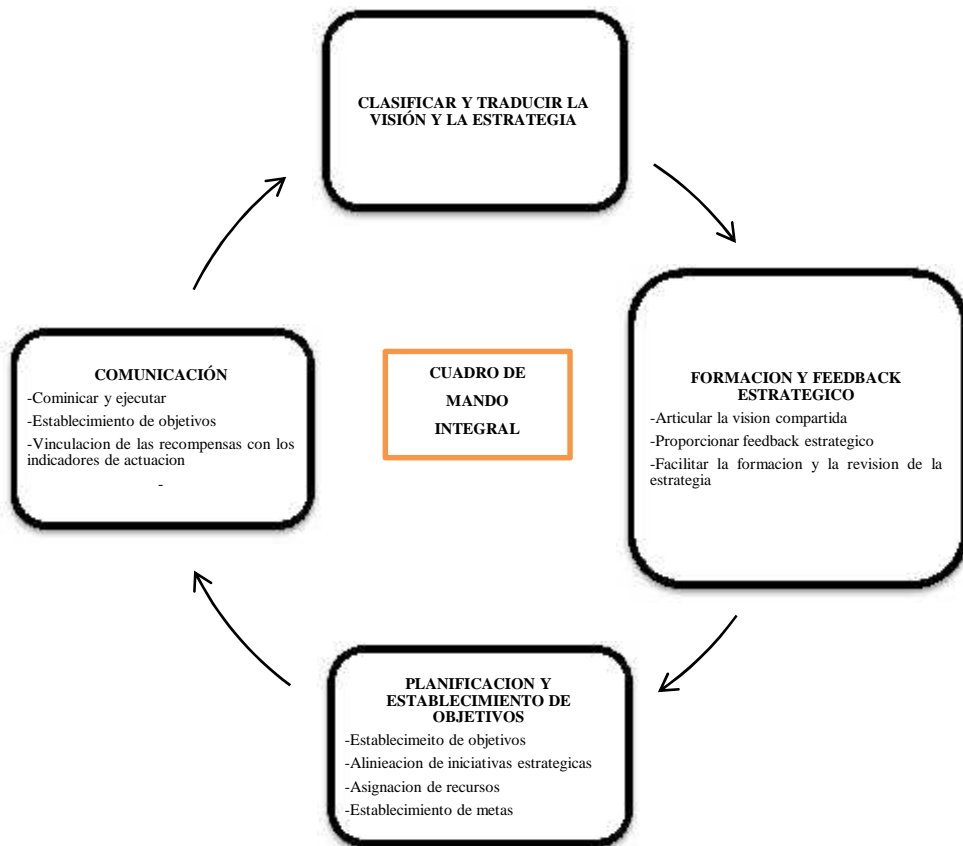 CLASIFICAR Y TRADUCIR LA
VISIÓN Y LA ESTRATEGIA
COMUNICACIÓN
-Cominicar y ejecutar
-Establecimiento de objetivos
-Vinculacion de las recompensas con los
indicadores de actuacion
-
CUADRO DE
MANDO
INTEGRAL
FORMACION Y FEEDBACK
ESTRATEGICO
-Articular la vision compartida
-Proporcionar feedback estrategico
-Facilitar la formacion y la revision de la
estrategia
PLANIFICACION Y
ESTABLECIMIENTO DE
OBJETIVOS
-Establecimeito de objetivos
-Alinieacion de iniciativas estrategicas
-Asignacion de recursos
-Establecimiento de metas